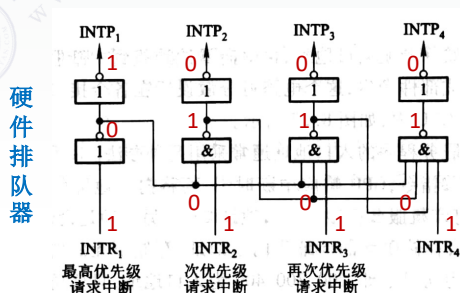 INTP₁ INTP₂ INTP₃ INTP₄
1 0 0 0
1 1 1 1
0 1 1 1
1 & & &
0 0 0
1 1 1 1
INTR₁ INTR₂ INTR₃ INTR₄
最高优先级 次优先级 再次优先级
请求中断 请求中断 请求中断
硬件排队器